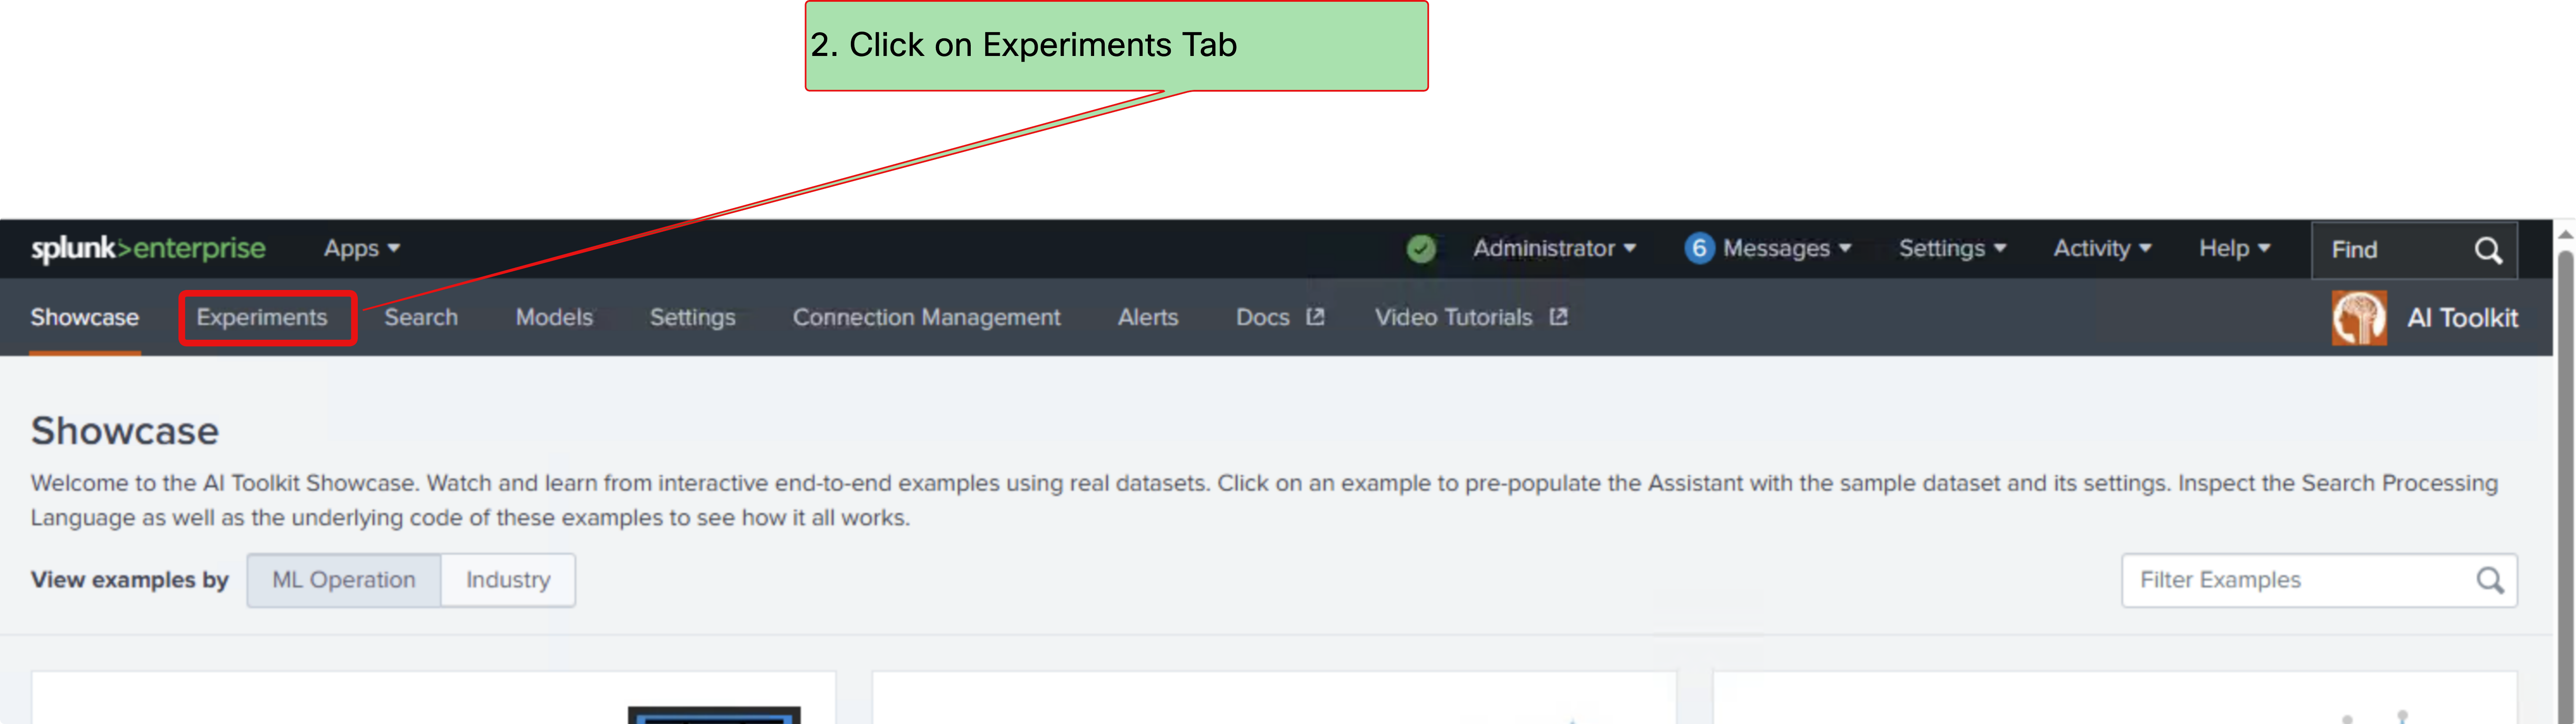 2. Click on Experiments Tab
splunk>enterprise Apps Administrator 6 Messages Settings Activity Help Find
Showcase Experiments Search Models Settings Connection Management Alerts Docs Video Tutorials AI Toolkit
Showcase
Welcome to the AI Toolkit Showcase. Watch and learn from interactive end-to-end examples using real datasets. Click on an example to pre-populate the Assistant with the sample dataset and its settings. Inspect the Search Processing
Language as well as the underlying code of these examples to see how it all works.
View examples by ML Operation Industry Filter Examples